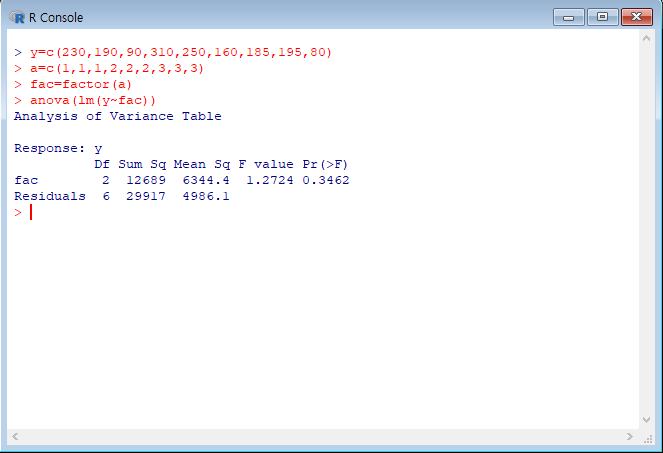 R Console
> y=c(230,190,90,310,250,160,185,195,80)
> a=c(1,1,1,2,2,2,3,3,3)
> fac=factor(a)
> anova(lm(y~fac))
Analysis of Variance Table
Response: y
Df Sum Sq Mean Sq F value Pr(>F)
fac 2 12689 6344.4 1.2724 0.3462
Residuals 6 29917 4986.1
>